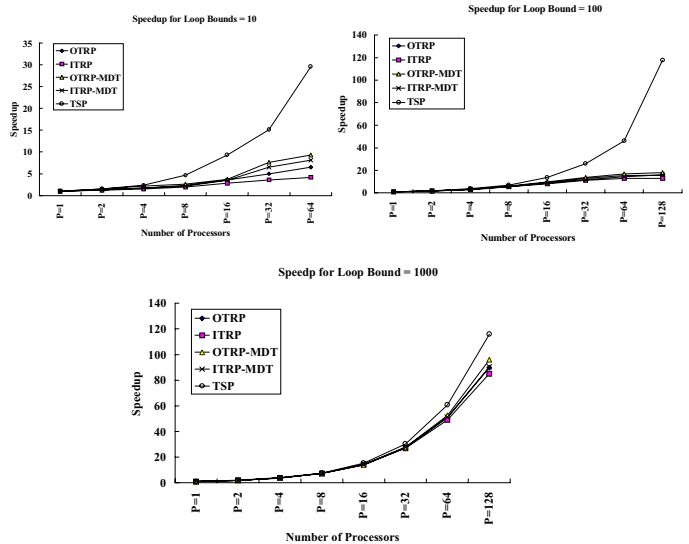 Speedup for Loop Bounds = 10
35
30
25
20
15
10
5
0
Speedup
OTRP
ITRP
OTRP-MDT
ITRP-MDT
TSP
P=1
P=2
P=4
P=8
P=16
P=32
P=64
Number of Processors
Speedup for Loop Bound = 100
140
120
100
80
60
40
20
0
Speedup
OTRP
ITRP
OTRP-MDT
ITRP-MDT
TSP
P=1
P=2
P=4
P=8
P=16
P=32
P=64
P=128
Number of Processors
Speedp for Loop Bound = 1000
140
120
100
80
60
40
20
0
Speedup
OTRP
ITRP
OTRP-MDT
ITRP-MDT
TSP
P=1
P=2
P=4
P=8
P=16
P=32
P=64
P=128
Number of Processors